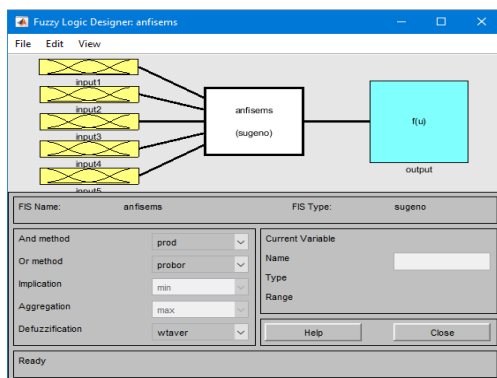 Fuzzy Logic Designer: anfisems
File Edit View
input1
input2
input3
input4
input5
anfisems
(sugeno)
f(u)
output
FIS Name: anfisems FIS Type: sugeno
And method prod
Or method probor
Implication min
Aggregation max
Defuzzification wtaver
Current Variable
Name
Type
Range
Help Close
Ready